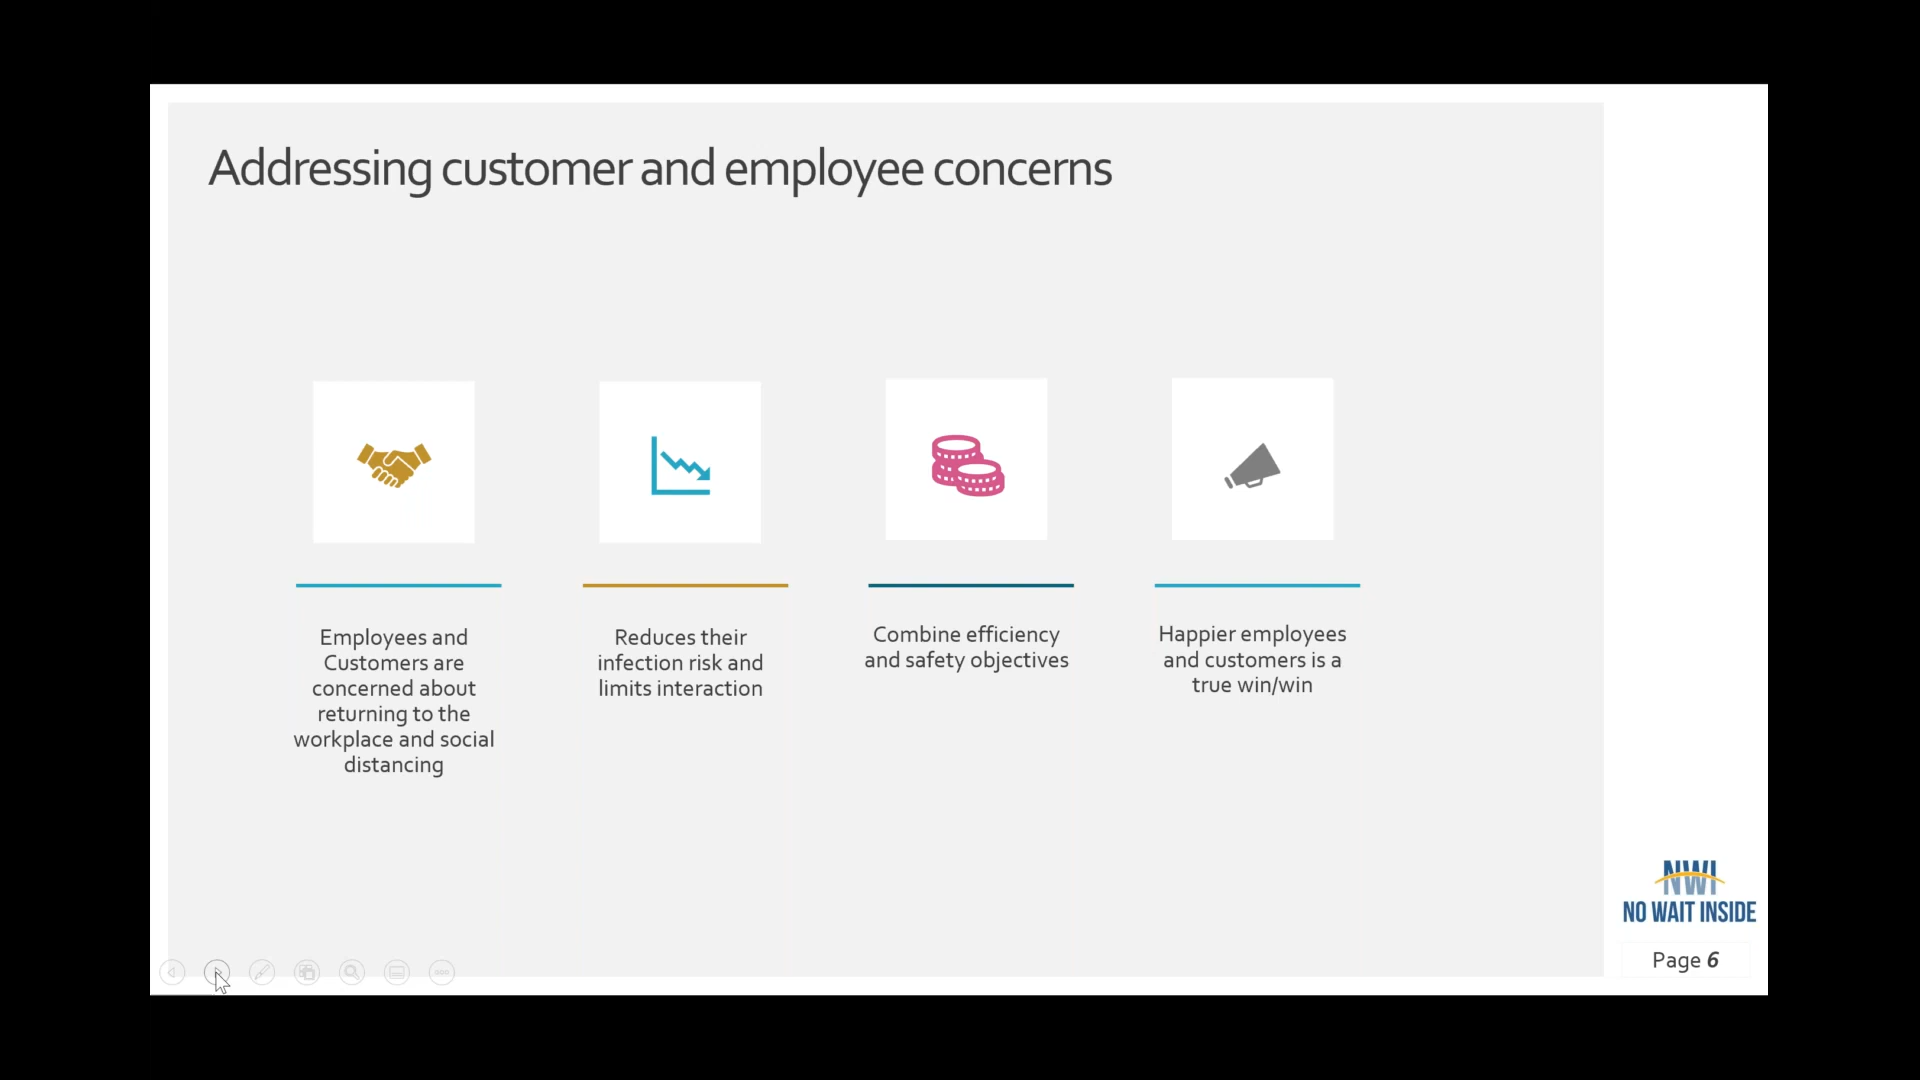 Addressing customer and employee concerns
Employees and
Customers are
concerned about
returning to the
workplace and social
distancing
Reduces their
infection risk and
limits interaction
Combine efficiency
and safety objectives
Happier employees
and customers is a
true win/win
NWI
NO WAIT INSIDE
Page 6